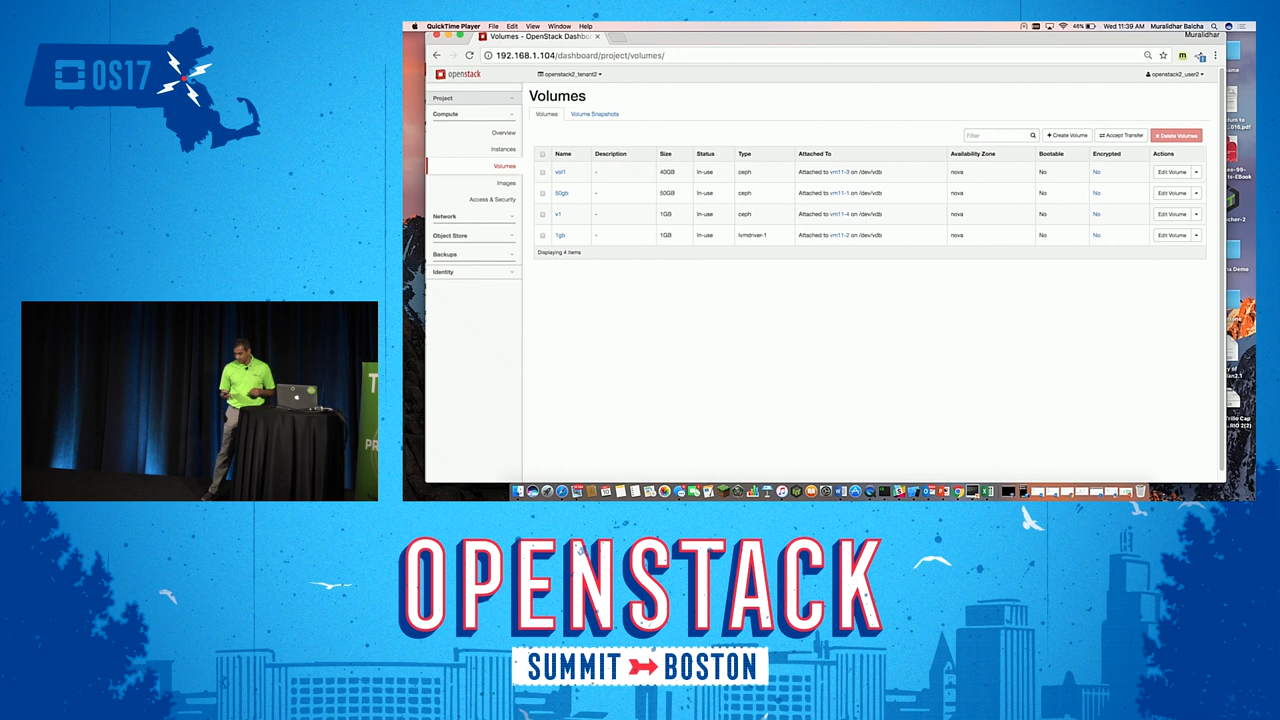 OS17
QuickTime Player File Edit View Window Help
46% Wed 11:39 AM Muralidhar Balcha
Volumes - OpenStack Dashbo
Muralidhar
192.168.1.104/dashboard/project/volumes/
openstack openstack2_tenant2 openstack2_user2
Project
Compute
Overview
Instances
Volumes
Images
Access & Security
Network
Object Store
Backups
Identity
Volumes
Volumes Volume Snapshots
Filter + Create Volume Accept Transfer × Delete Volumes
Name Description Size Status Type Attached To Availability Zone Bootable Encrypted Actions
vol1 - 40GB In-use ceph Attached to vm11-3 on /dev/vdb nova No No Edit Volume
50gb - 50GB In-use ceph Attached to vm11-1 on /dev/vdb nova No No Edit Volume
v1 - 1GB In-use ceph Attached to vm11-4 on /dev/vdb nova No No Edit Volume
1gb - 1GB In-use lvmdriver-1 Attached to vm11-2 on /dev/vdb nova No No Edit Volume
Displaying 4 items
OPENSTACK
SUMMIT BOSTON